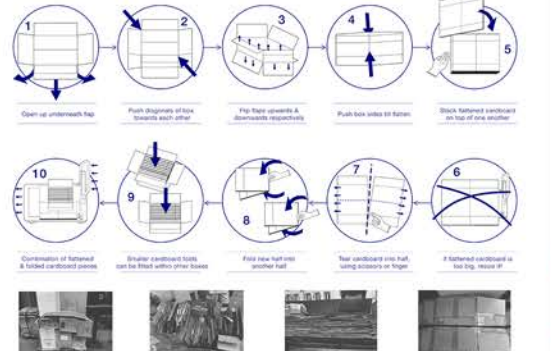 1
Open up underneath flap
2
Push diagonals of box
towards each other
3
Flip flaps upwards &
downwards respectively
4
Push box sides till flatten
5
Stack flattened cardboard
on top of one another
6
If flattened cardboard is
too big, resize it!
7
Tear cardboard into half,
using scissors or finger
8
Fold new half into
another half
9
Smaller cardboard folds
can be fitted within other boxes
10
Combination of flattened
& folded cardboard pieces